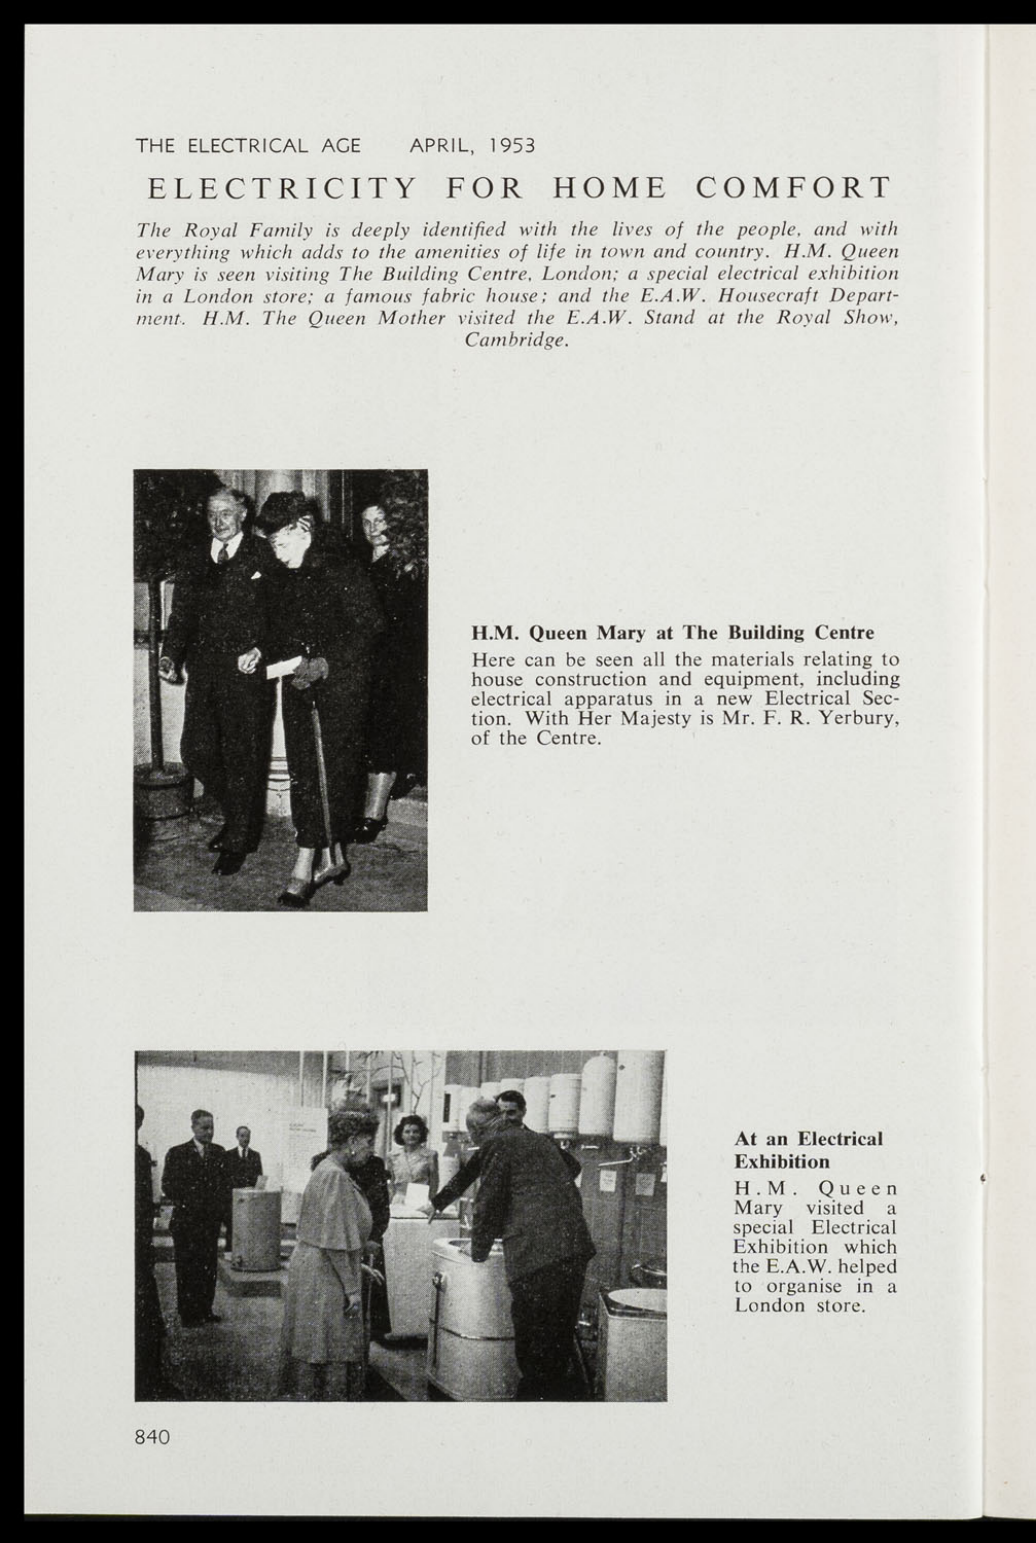 THE ELECTRICAL AGE APRIL, 1953
ELECTRICITY FOR HOME COMFORT
The Royal Family is deeply identified with the lives of the people, and with
everything which adds to the amenities of life in town and country. H.M. Queen
Mary is seen visiting The Building Centre, London; a special electrical exhibition
in a London store; a famous fabric house; and the E.A.W. Housecraft Depart-
ment. H.M. The Queen Mother visited the E.A.W. Stand at the Royal Show,
Cambridge.
H.M. Queen Mary at The Building Centre
Here can be seen all the materials relating to
house construction and equipment, including
electrical apparatus in a new Electrical Sec-
tion. With Her Majesty is Mr. F. R. Yerbury,
of the Centre.
At an Electrical
Exhibition
H.M. Queen
Mary visited a
special Electrical
Exhibition which
the E.A.W. helped
to organise in a
London store.
840